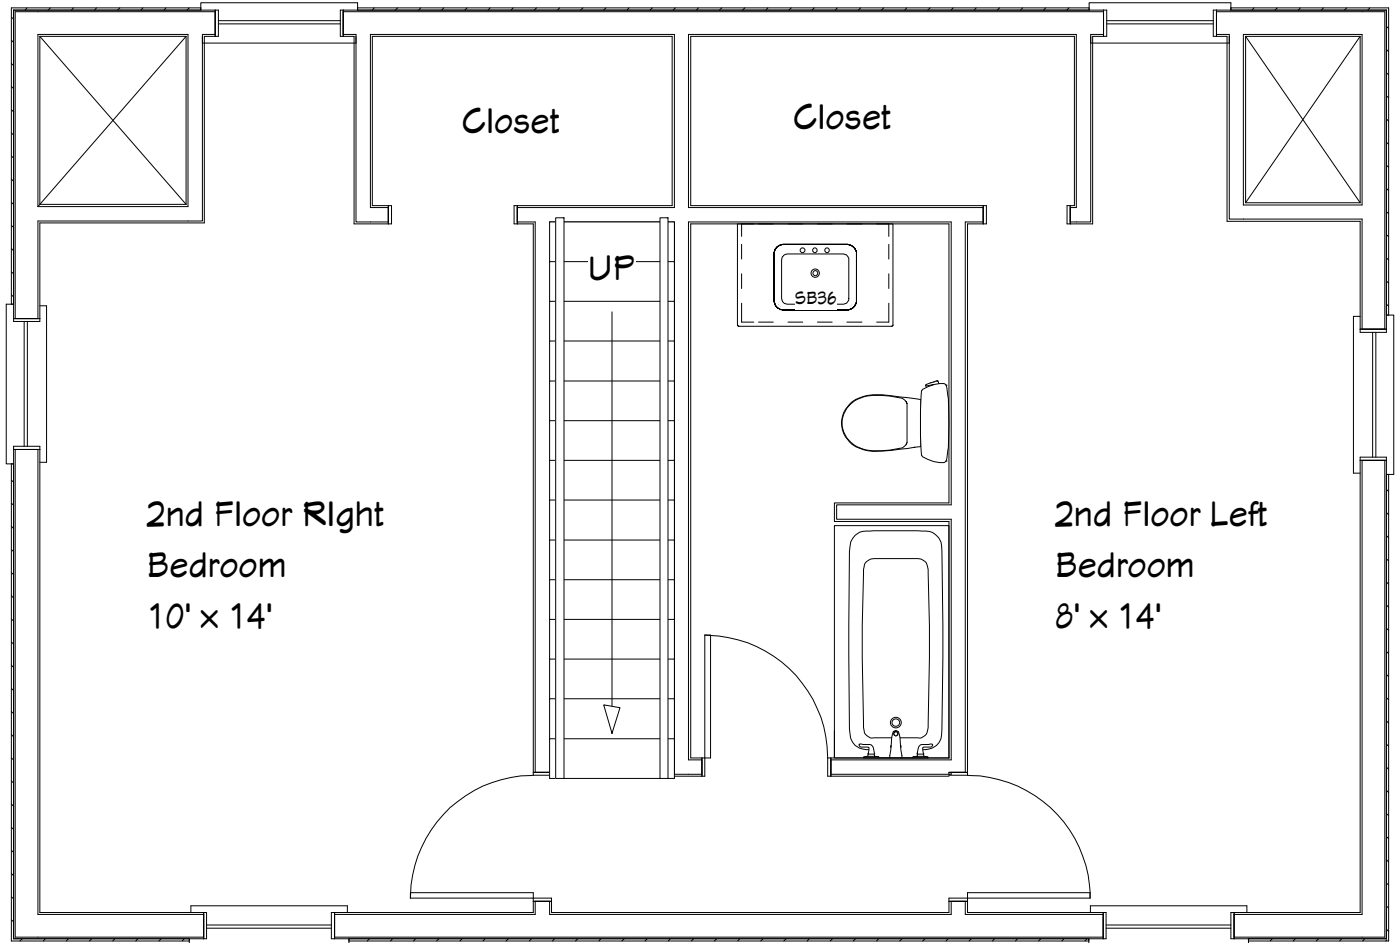 Closet
Closet
UP
SB36
2nd Floor RIght
Bedroom
10' x 14'
2nd Floor Left
Bedroom
8' x 14'